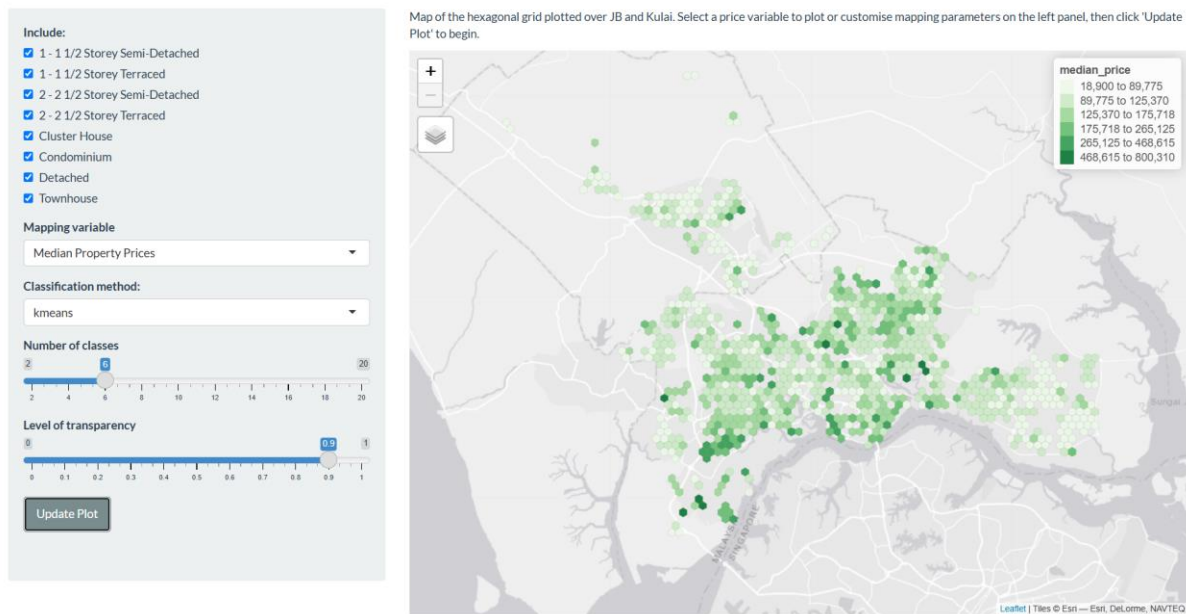 Include:
1 - 1 1/2 Storey Semi-Detached
1 - 1 1/2 Storey Terraced
2 - 2 1/2 Storey Semi-Detached
2 - 2 1/2 Storey Terraced
Cluster House
Condominium
Detached
Townhouse
Mapping variable
Median Property Prices
Classification method:
kmeans
Number of classes
2 6 20
2 4 6 8 10 12 14 16 18 20
Level of transparency
0 0.9 1
0 0.1 0.2 0.3 0.4 0.5 0.6 0.7 0.8 0.9 1
Update Plot
Map of the hexagonal grid plotted over JB and Kulai. Select a price variable to plot or customise mapping parameters on the left panel, then click 'Update
Plot' to begin.
+
−
median_price
18,900 to 89,775
89,775 to 125,370
125,370 to 175,718
175,718 to 265,125
265,125 to 468,615
468,615 to 800,310
SINGAPORE
Leaflet | Tiles © Esri — Esri, DeLorme, NAVTEQ